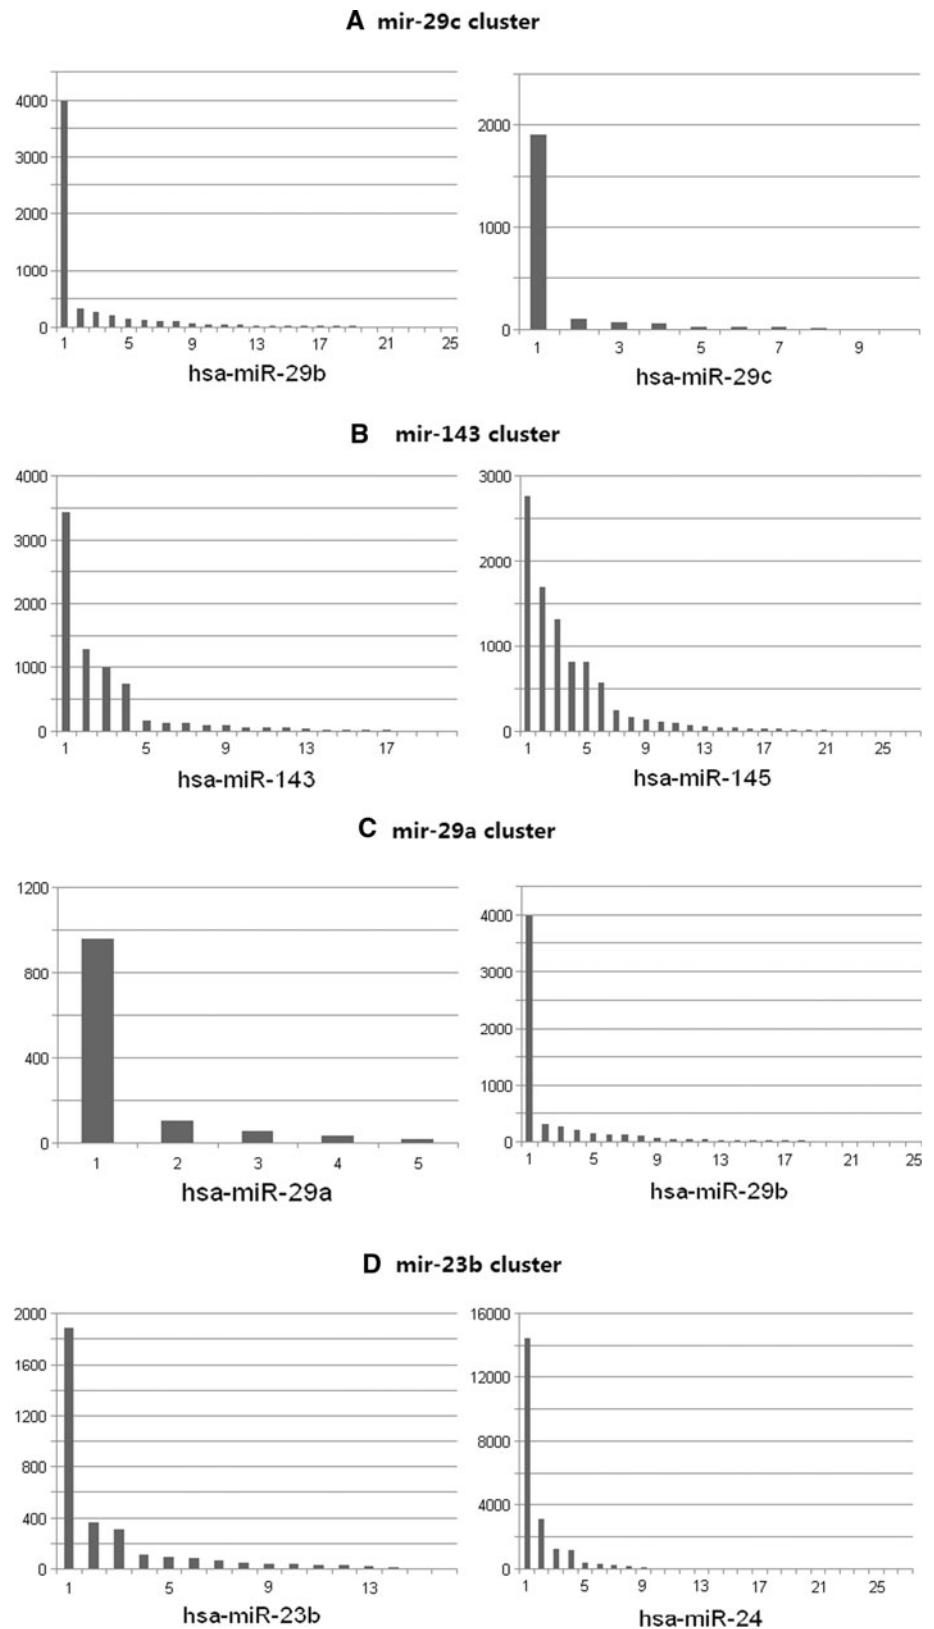 A mir-29c cluster
4000
3000
2000
1000
0
1 5 9 13 17 21 25
hsa-miR-29b
2000
1000
0
1 3 5 7 9
hsa-miR-29c
B mir-143 cluster
4000
3000
2000
1000
0
1 5 9 13 17
hsa-miR-143
3000
2000
1000
0
1 5 9 13 17 21 25
hsa-miR-145
C mir-29a cluster
1200
800
400
0
1 2 3 4 5
hsa-miR-29a
4000
3000
2000
1000
0
1 5 9 13 17 21 25
hsa-miR-29b
D mir-23b cluster
2000
1600
1200
800
400
0
1 5 9 13
hsa-miR-23b
16000
12000
8000
4000
0
1 5 9 13 17 21 25
hsa-miR-24